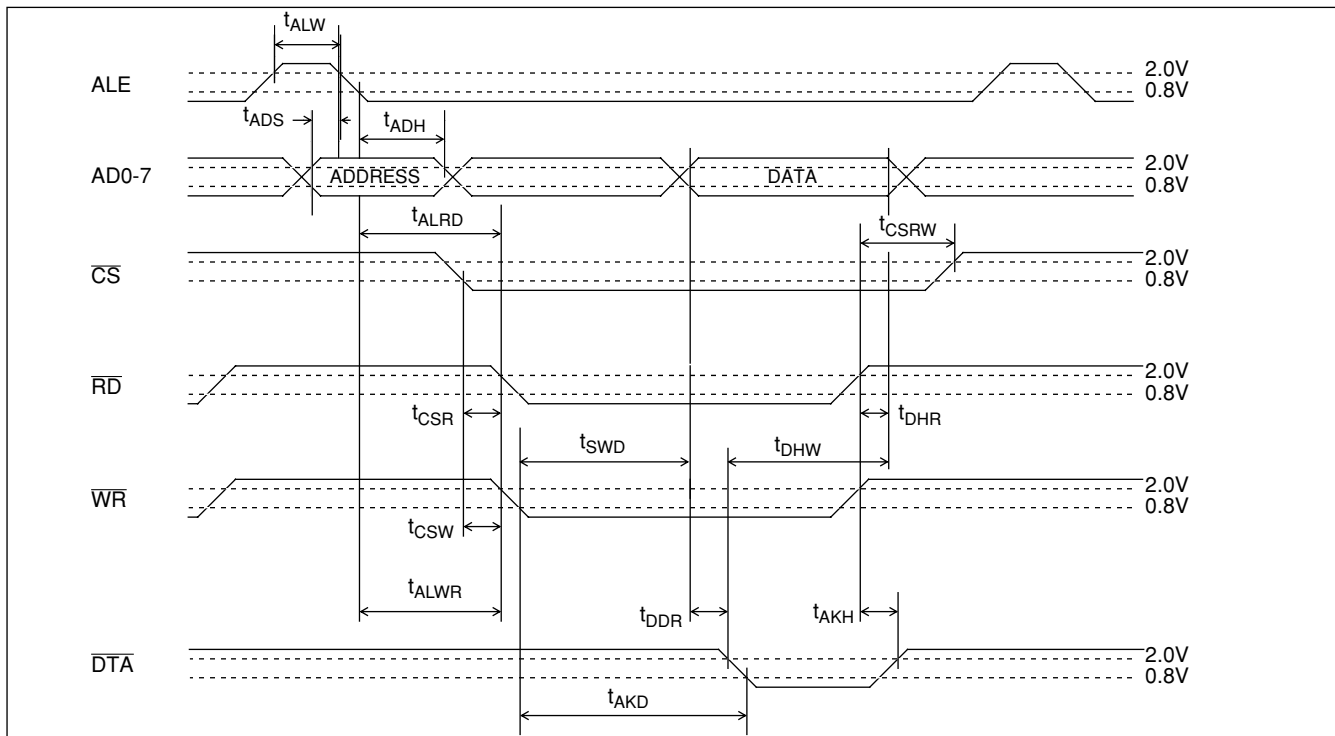 tALW
ALE
2.0V
0.8V
tADS
tADH
AD0-7
ADDRESS
DATA
2.0V
0.8V
tALRD
tCSRW
CS
2.0V
0.8V
RD
2.0V
0.8V
tCSR
tDHR
tSWD
tDHW
WR
2.0V
0.8V
tCSW
tALWR
tDDR
tAKH
DTA
2.0V
0.8V
tAKD